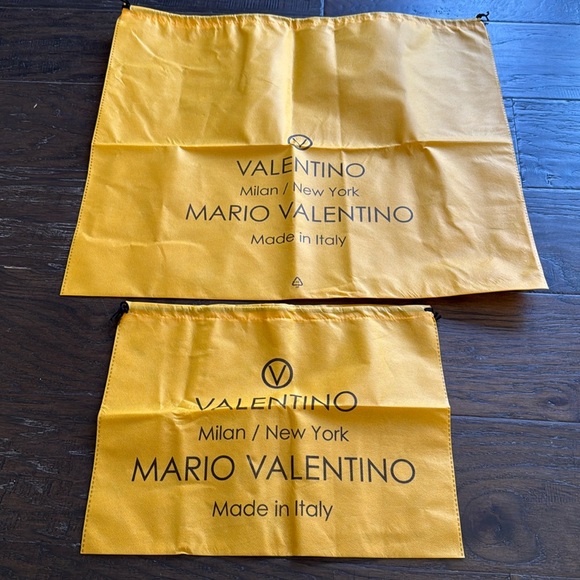 VALENTINO
Milan / New York
MARIO VALENTINO
Made in Italy
V
VALENTINO
Milan / New York
MARIO VALENTINO
Made in Italy